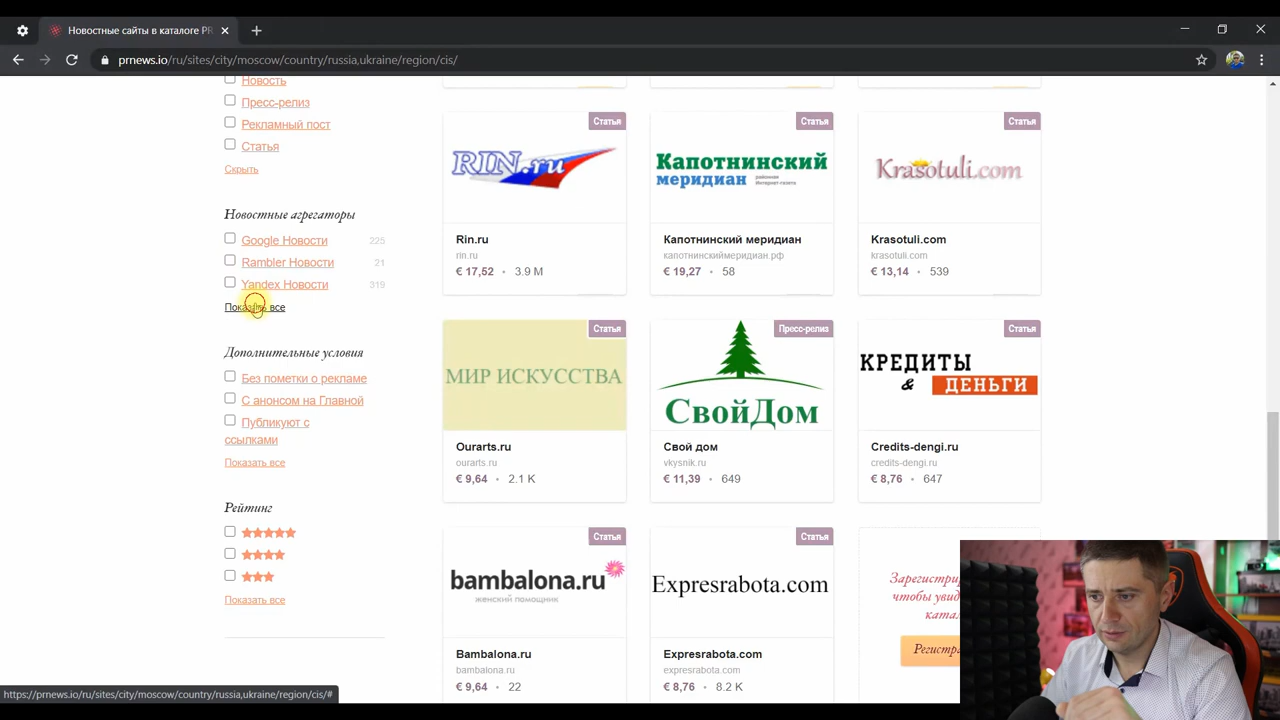 Новостные сайты в каталоге PR
prnews.io/ru/sites/city/moscow/country/russia,ukraine/region/cis/
Новость
Пресс-релиз
Рекламный пост
Статья
Скрыть
Новостные агрегаторы
Google Новости 225
Rambler Новости 21
Yandex Новости 319
Показать все
Дополнительные условия
Без пометки о рекламе
С анонсом на Главной
Публикуют с
ссылками
Показать все
Рейтинг
Показать все
Статья
RIN.ru
Rin.ru
rin.ru
€ 17,52 • 3.9 M
Статья
Капотнинский
меридиан
районная
Интернет-газета
Капотнинский меридиан
капотнинскиймеридиан.рф
€ 19,27 • 58
Статья
Krasotuli.com
Krasotuli.com
krasotuli.com
€ 13,14 • 539
Статья
МИР ИСКУССТВА
Ourarts.ru
ourarts.ru
€ 9,64 • 2.1 K
Пресс-релиз
СвойДом
Свой дом
vkysnik.ru
€ 11,39 • 649
Статья
КРЕДИТЫ
& ДЕНЬГИ
Credits-dengi.ru
credits-dengi.ru
€ 8,76 • 647
Статья
bambalona.ru
женский помощник
Bambalona.ru
bambalona.ru
€ 9,64 • 22
Статья
Expresrabota.com
Expresrabota.com
expresrabota.com
€ 8,76 • 8.2 K
чтобы
https://prnews.io/ru/sites/city/moscow/country/russia,ukraine/region/cis/#